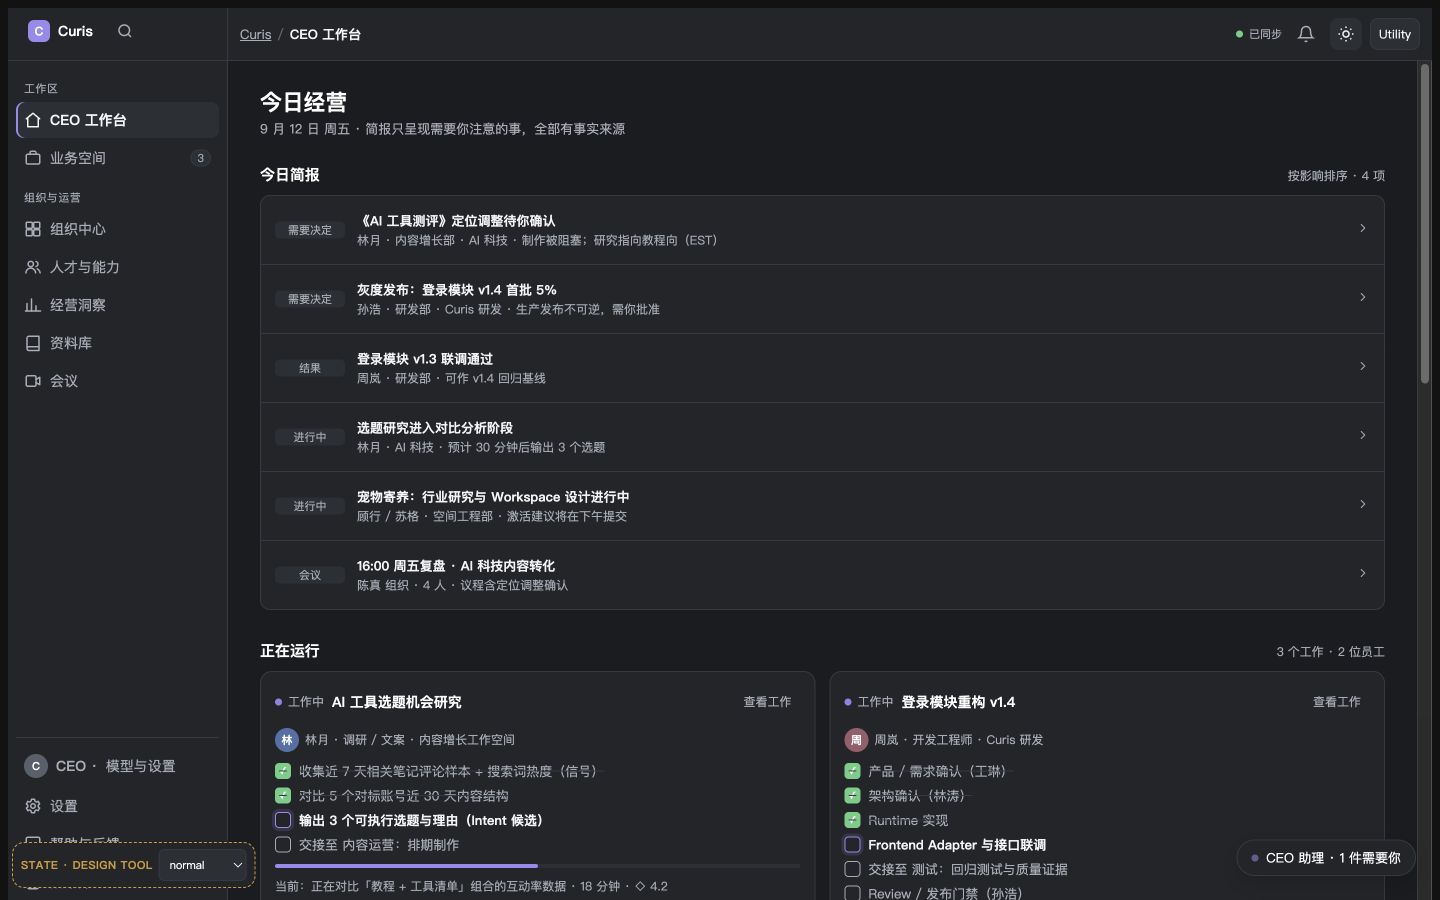 C Curis
Curis / CEO 工作台
已同步
Utility
工作区
CEO 工作台
业务空间 3
组织与运营
组织中心
人才与能力
经营洞察
资料库
会议
C CEO · 模型与设置
设置
帮助与反馈
STATE · DESIGN TOOL normal
今日经营
9 月 12 日 周五 · 简报只呈现需要你注意的事，全部有事实来源
今日简报
按影响排序 · 4 项
需要决定
《AI 工具测评》定位调整待你确认
林月 · 内容增长部 · AI 科技 · 制作被阻塞；研究指向教程向（EST）
需要决定
灰度发布：登录模块 v1.4 首批 5%
孙浩 · 研发部 · Curis 研发 · 生产发布不可逆，需你批准
结果
登录模块 v1.3 联调通过
周岚 · 研发部 · 可作 v1.4 回归基线
进行中
选题研究进入对比分析阶段
林月 · AI 科技 · 预计 30 分钟后输出 3 个选题
进行中
宠物寄养：行业研究与 Workspace 设计进行中
顾行 / 苏格 · 空间工程部 · 激活建议将在下午提交
会议
16:00 周五复盘 · AI 科技内容转化
陈真 组织 · 4 人 · 议程含定位调整确认
正在运行
3 个工作 · 2 位员工
工作中 AI 工具选题机会研究
查看工作
林 林月 · 调研 / 文案 · 内容增长工作空间
收集近 7 天相关笔记评论样本 + 搜索词热度（信号）
对比 5 个对标账号近 30 天内容结构
输出 3 个可执行选题与理由（Intent 候选）
交接至 内容运营：排期制作
当前：正在对比「教程 + 工具清单」组合的互动率数据 · 18 分钟 · ◇ 4.2
工作中 登录模块重构 v1.4
查看工作
周 周岚 · 开发工程师 · Curis 研发
产品 / 需求确认（王琳）
架构确认（林涛）
Runtime 实现
Frontend Adapter 与接口联调
交接至 测试：回归测试与质量证据
Review / 发布门禁（孙浩）
CEO 助理 · 1 件需要你